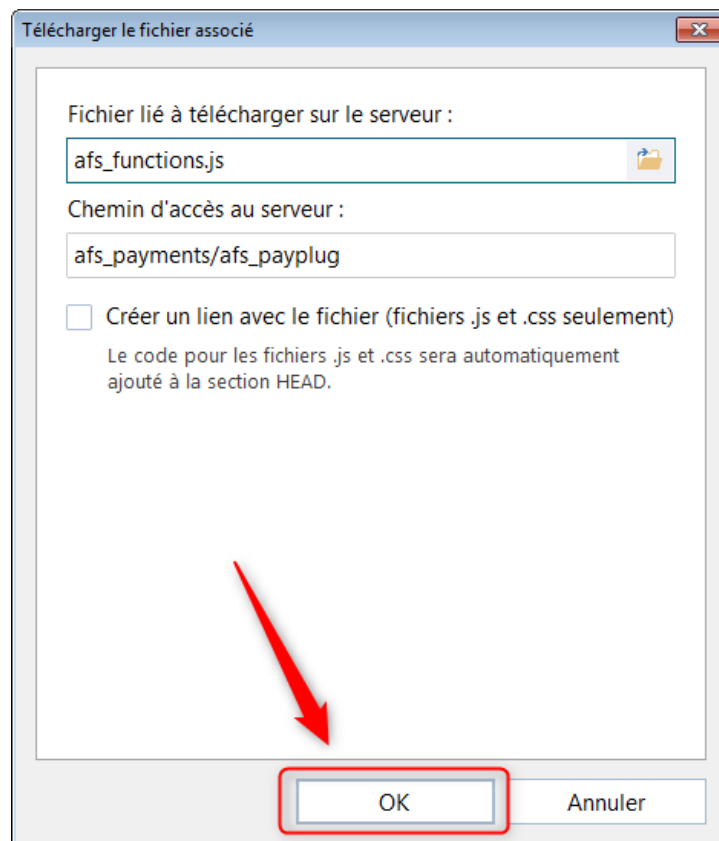 Télécharger le fichier associé
Fichier lié à télécharger sur le serveur :
afs_functions.js
Chemin d'accès au serveur :
afs_payments/afs_payplug
Créer un lien avec le fichier (fichiers .js et .css seulement)
Le code pour les fichiers .js et .css sera automatiquement
ajouté à la section HEAD.
OK
Annuler